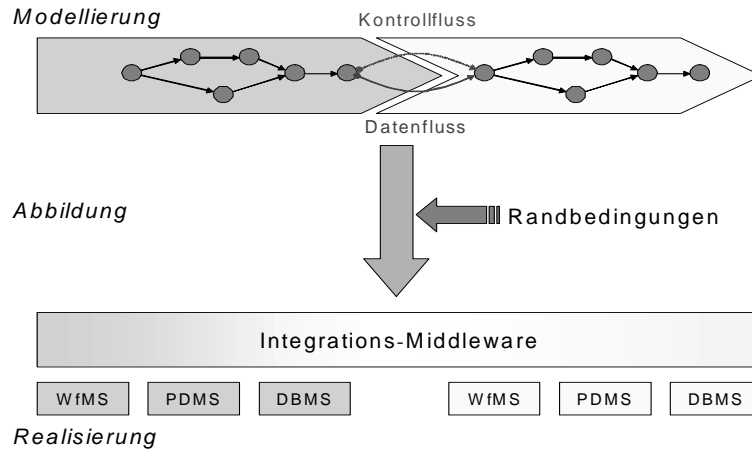 Modellierung
Kontrollfluss
Datenfluss
Abbildung
Randbedingungen
Integrations-Middleware
WfMS PDMS DBMS WfMS PDMS DBMS
Realisierung